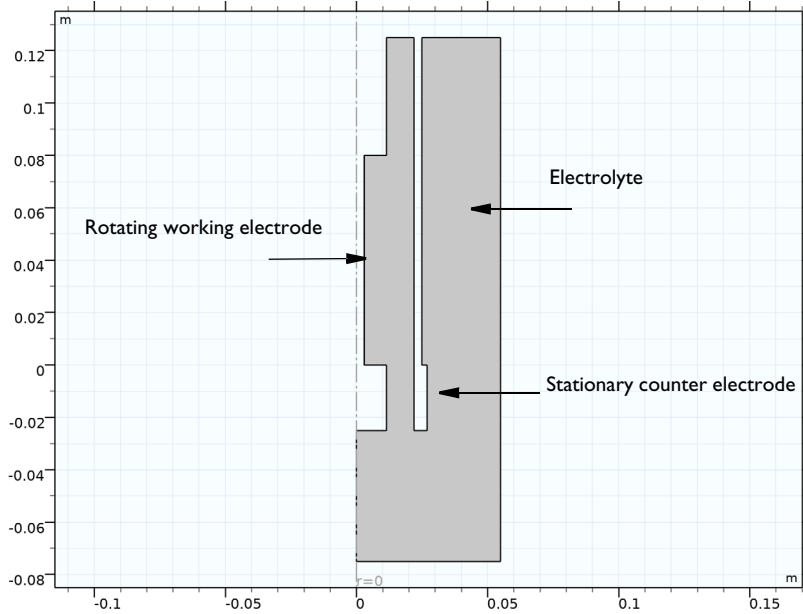 m
0.12
0.1
0.08
Electrolyte
0.06
Rotating working electrode
0.04
0.02
0
Stationary counter electrode
-0.02
-0.04
-0.06
-0.08
r=0
m
-0.1
-0.05
0
0.05
0.1
0.15